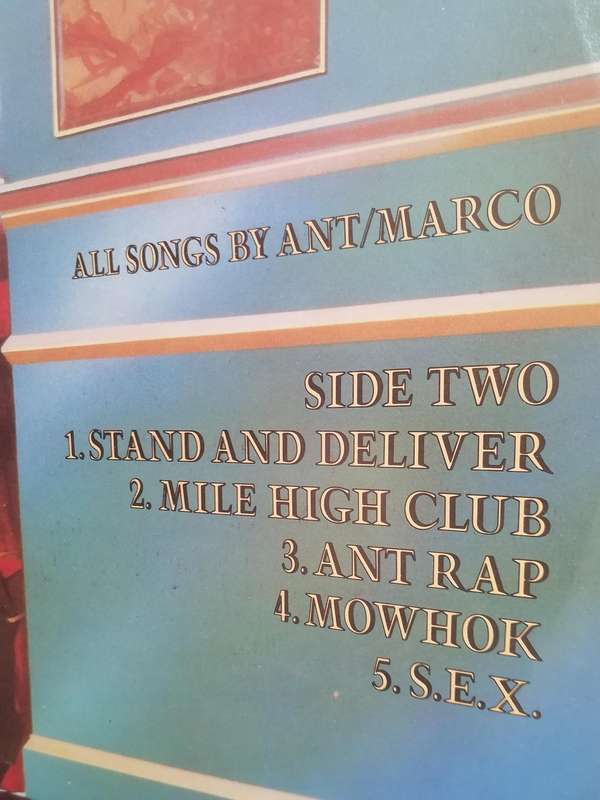 ALL SONGS BY ANT/MARCO
SIDE TWO
1. STAND AND DELIVER
2. MILE HIGH CLUB
3. ANT RAP
4. MOWHOK
5. S.E.X.